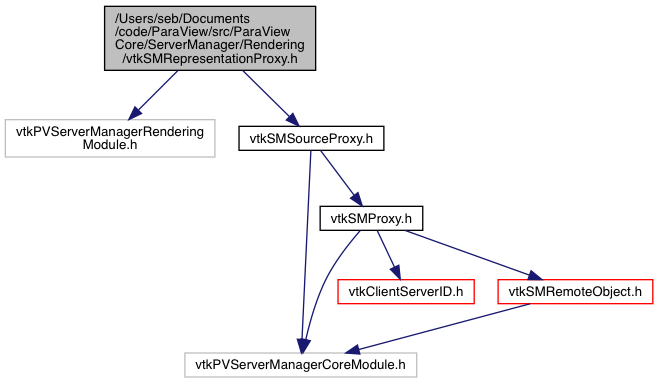 /Users/seb/Documents
/code/ParaView/src/ParaView
Core/ServerManager/Rendering
/vtkSMRepresentationProxy.h
vtkPVServerManagerRendering
Module.h
vtkSMSourceProxy.h
vtkSMProxy.h
vtkClientServerID.h
vtkSMRemoteObject.h
vtkPVServerManagerCoreModule.h